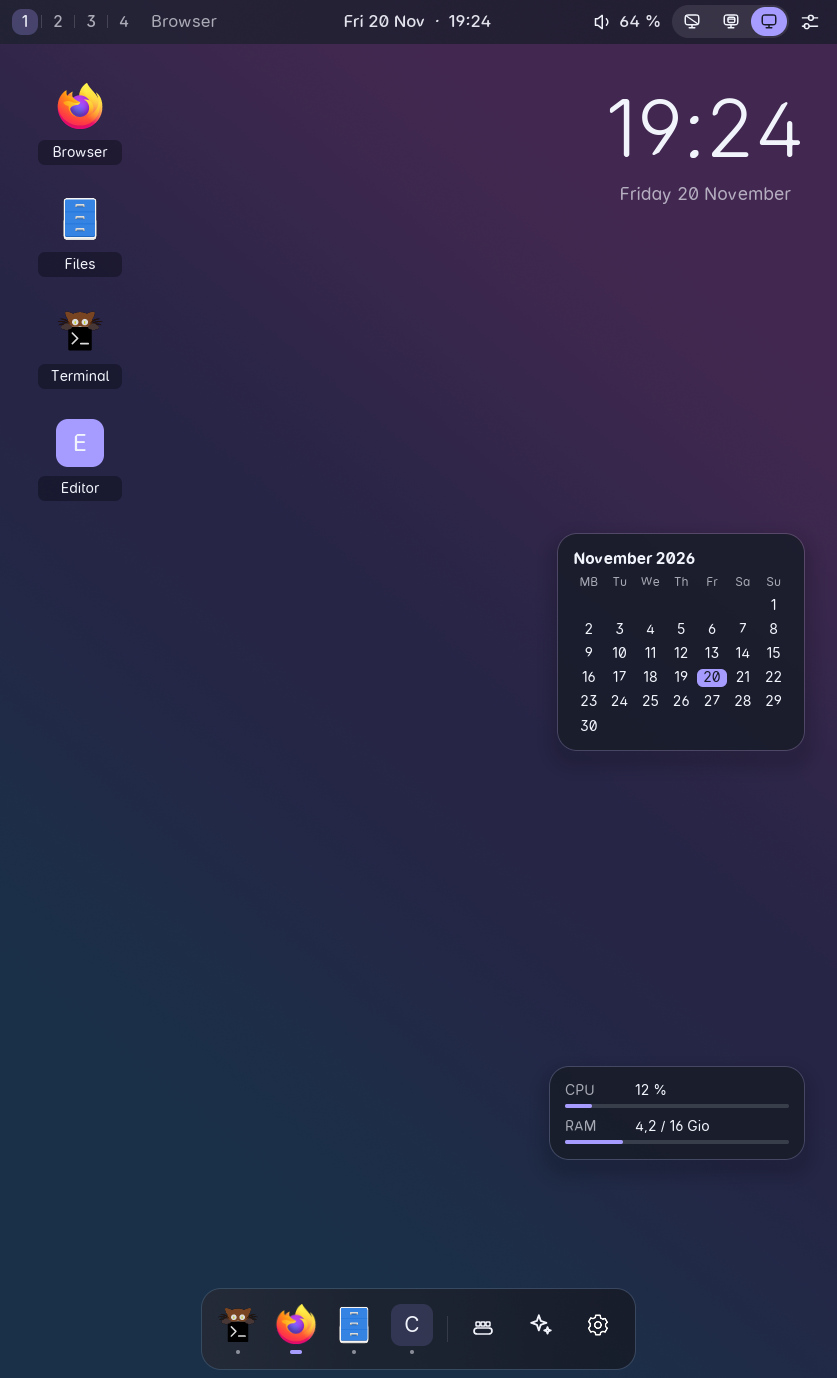 1 2 3 4 Browser Fri 20 Nov · 19:24 64 %
19:24
Friday 20 November
Browser
Files
Terminal
E
Editor
November 2026
MB Tu We Th Fr Sa Su
1
2 3 4 5 6 7 8
9 10 11 12 13 14 15
16 17 18 19 20 21 22
23 24 25 26 27 28 29
30
CPU 12 %
RAM 4,2 / 16 Gio
C